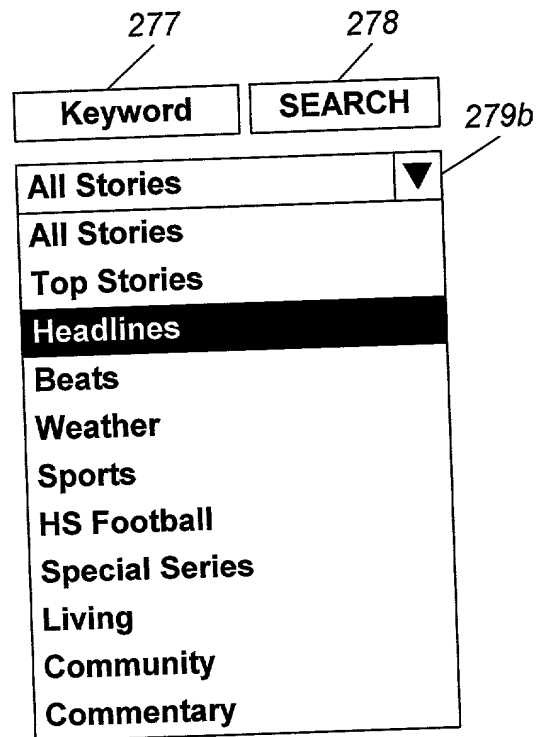 277 278
Keyword SEARCH
279b
All Stories
All Stories
Top Stories
Headlines
Beats
Weather
Sports
HS Football
Special Series
Living
Community
Commentary